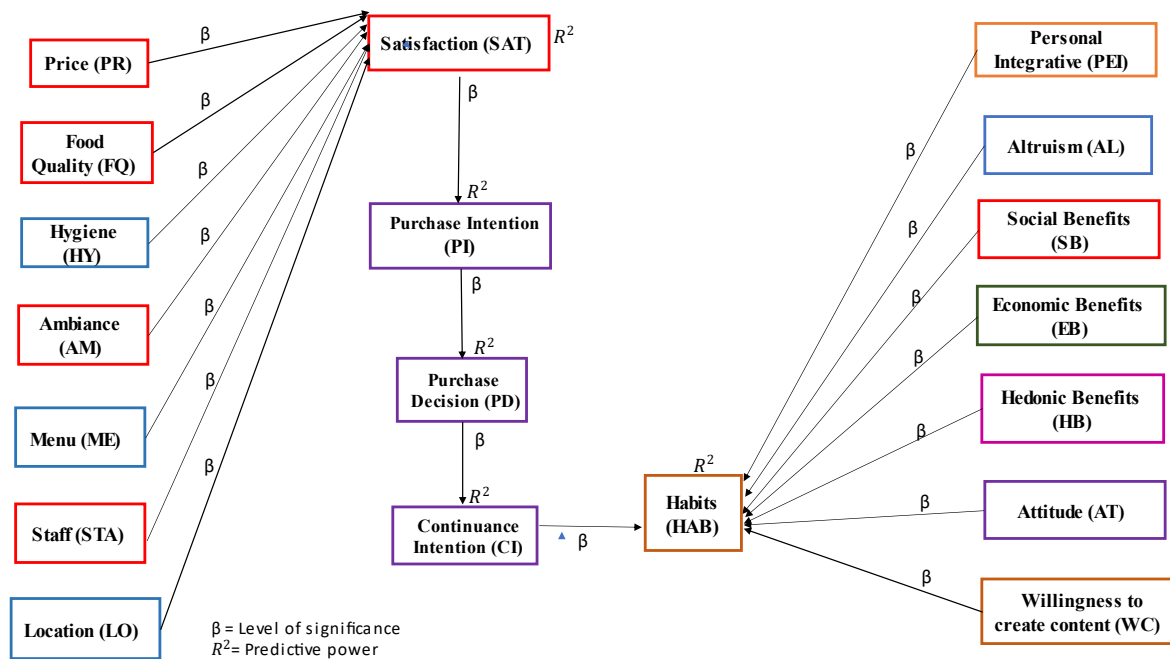 Price (PR)
Food
Quality (FQ)
Hygiene
(HY)
Ambiance
(AM)
Menu (ME)
Staff (STA)
Location (LO)
β
β
β
β
β
β
β
Satisfaction (SAT)
R²
β
R²
Purchase Intention
(PI)
β
R²
Purchase
Decision (PD)
β
R²
Continuance
Intention (CI)
β
R²
Habits
(HAB)
β
β
β
β
β
β
β
Personal
Integrative (PEI)
Altruism (AL)
Social Benefits
(SB)
Economic Benefits
(EB)
Hedonic Benefits
(HB)
Attitude (AT)
Willingness to
create content (WC)
β = Level of significance
R²= Predictive power